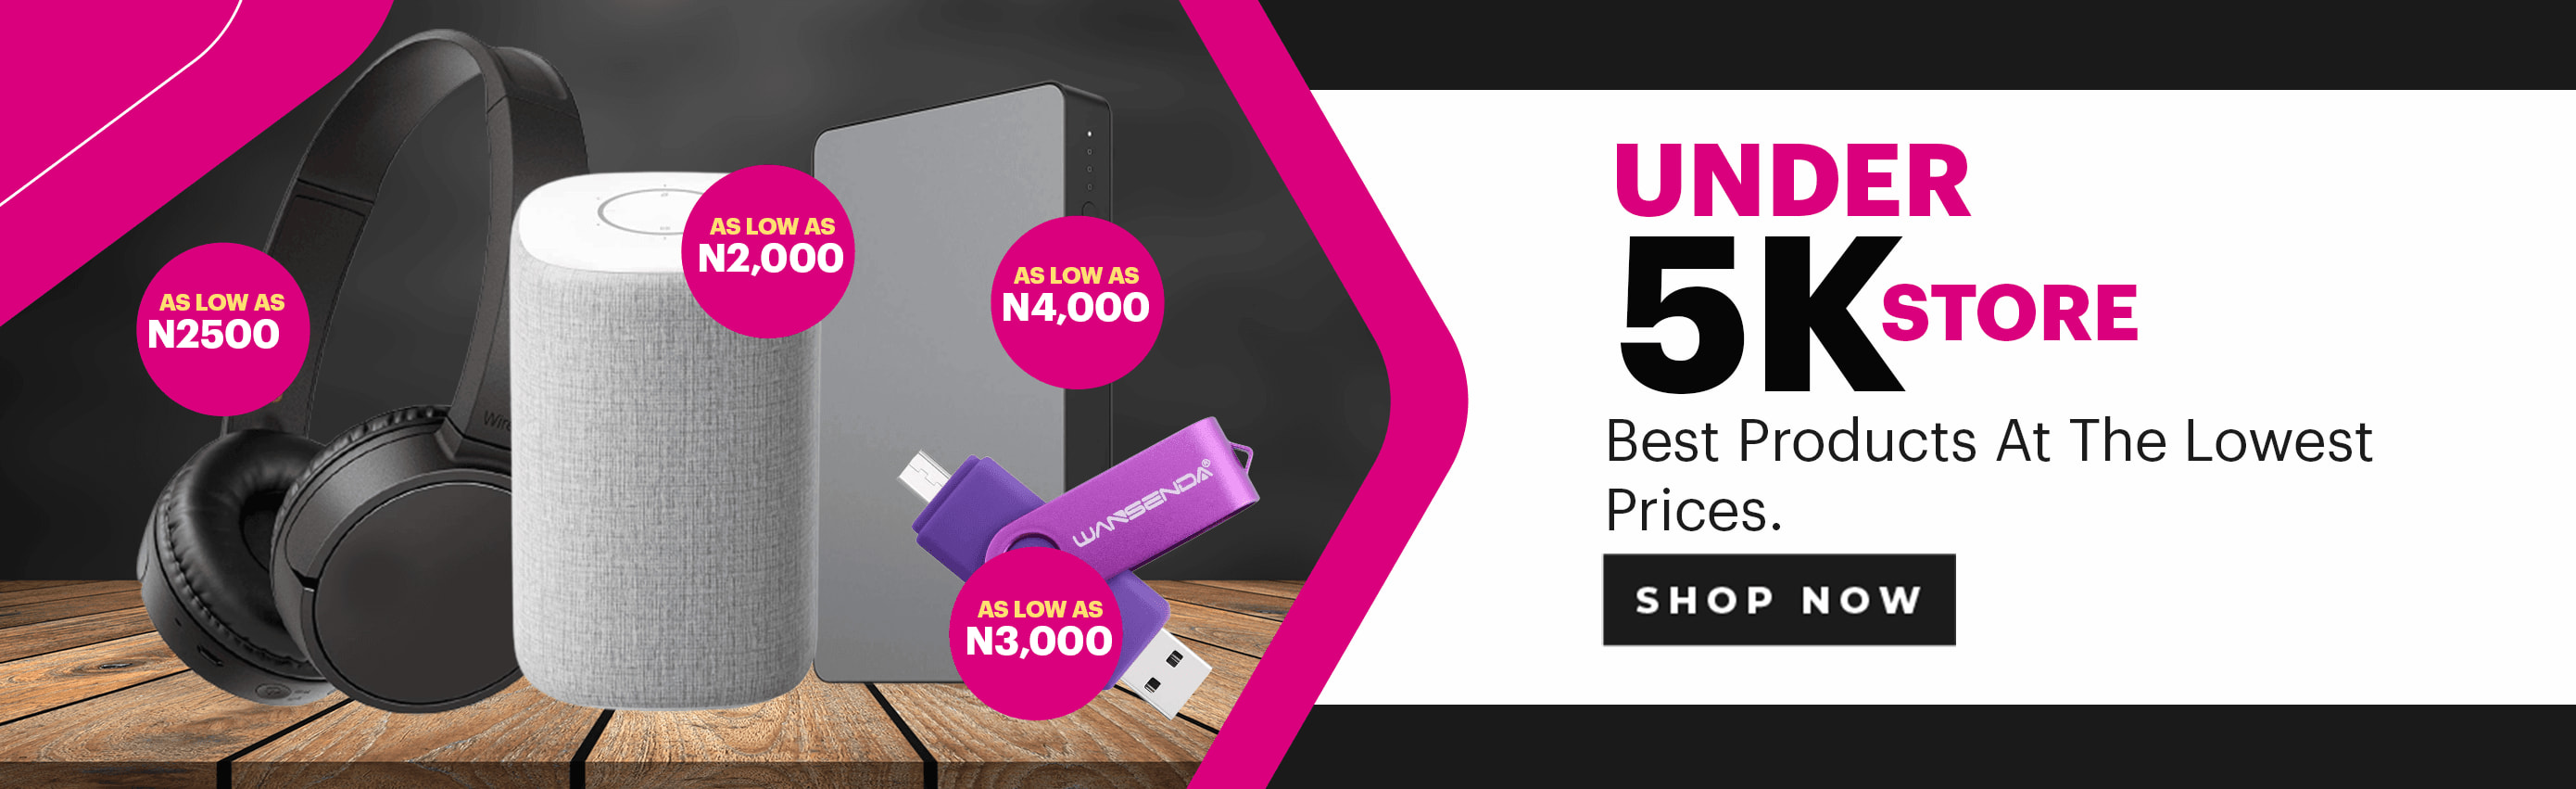 AS LOW AS
N2500
AS LOW AS
N2,000
AS LOW AS
N4,000
WANSENDA®
AS LOW AS
N3,000
UNDER
5K STORE
Best Products At The Lowest
Prices.
SHOP NOW